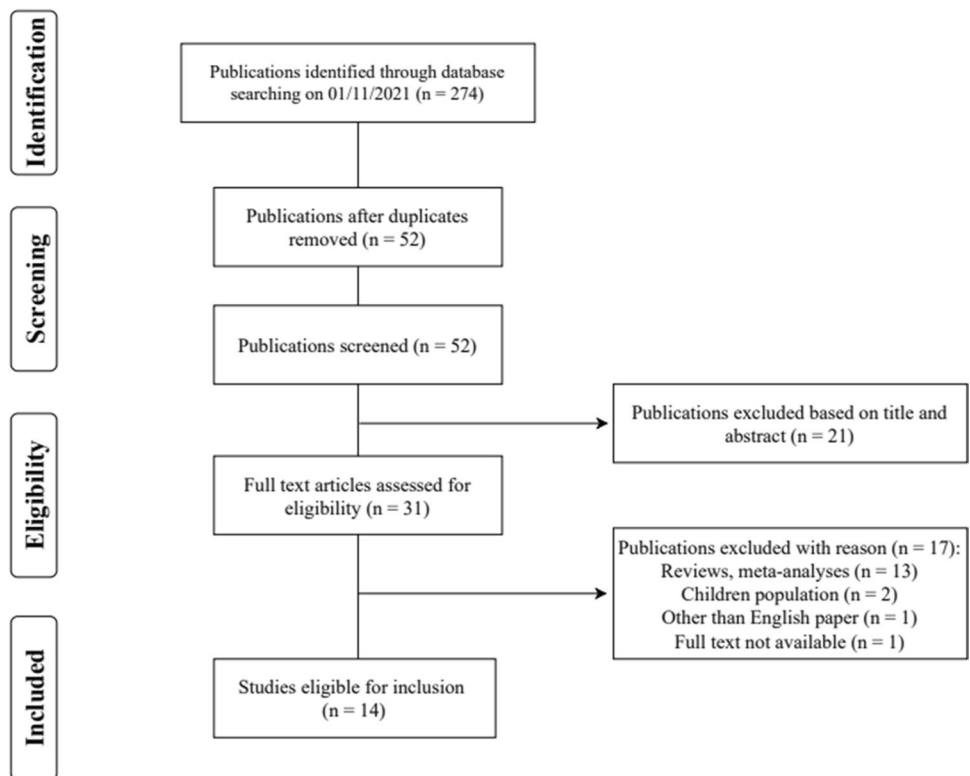 Identification
Publications identified through database
searching on 01/11/2021 (n = 274)
Screening
Publications after duplicates
removed (n = 52)
Publications screened (n = 52)
Publications excluded based on title and
abstract (n = 21)
Eligibility
Full text articles assessed for
eligibility (n = 31)
Publications excluded with reason (n = 17):
Reviews, meta-analyses (n = 13)
Children population (n = 2)
Other than English paper (n = 1)
Full text not available (n = 1)
Included
Studies eligible for inclusion
(n = 14)